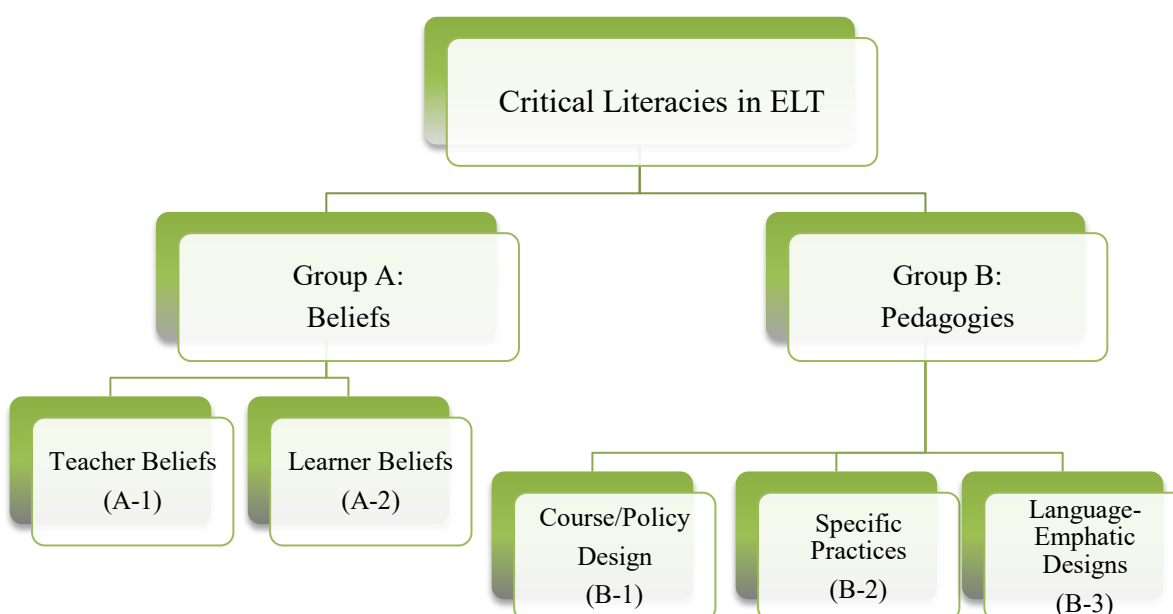 Critical Literacies in ELT
Group A:
Beliefs
Group B:
Pedagogies
Teacher Beliefs
(A-1)
Learner Beliefs
(A-2)
Course/Policy
Design
(B-1)
Specific
Practices
(B-2)
Language-
Emphatic
Designs
(B-3)